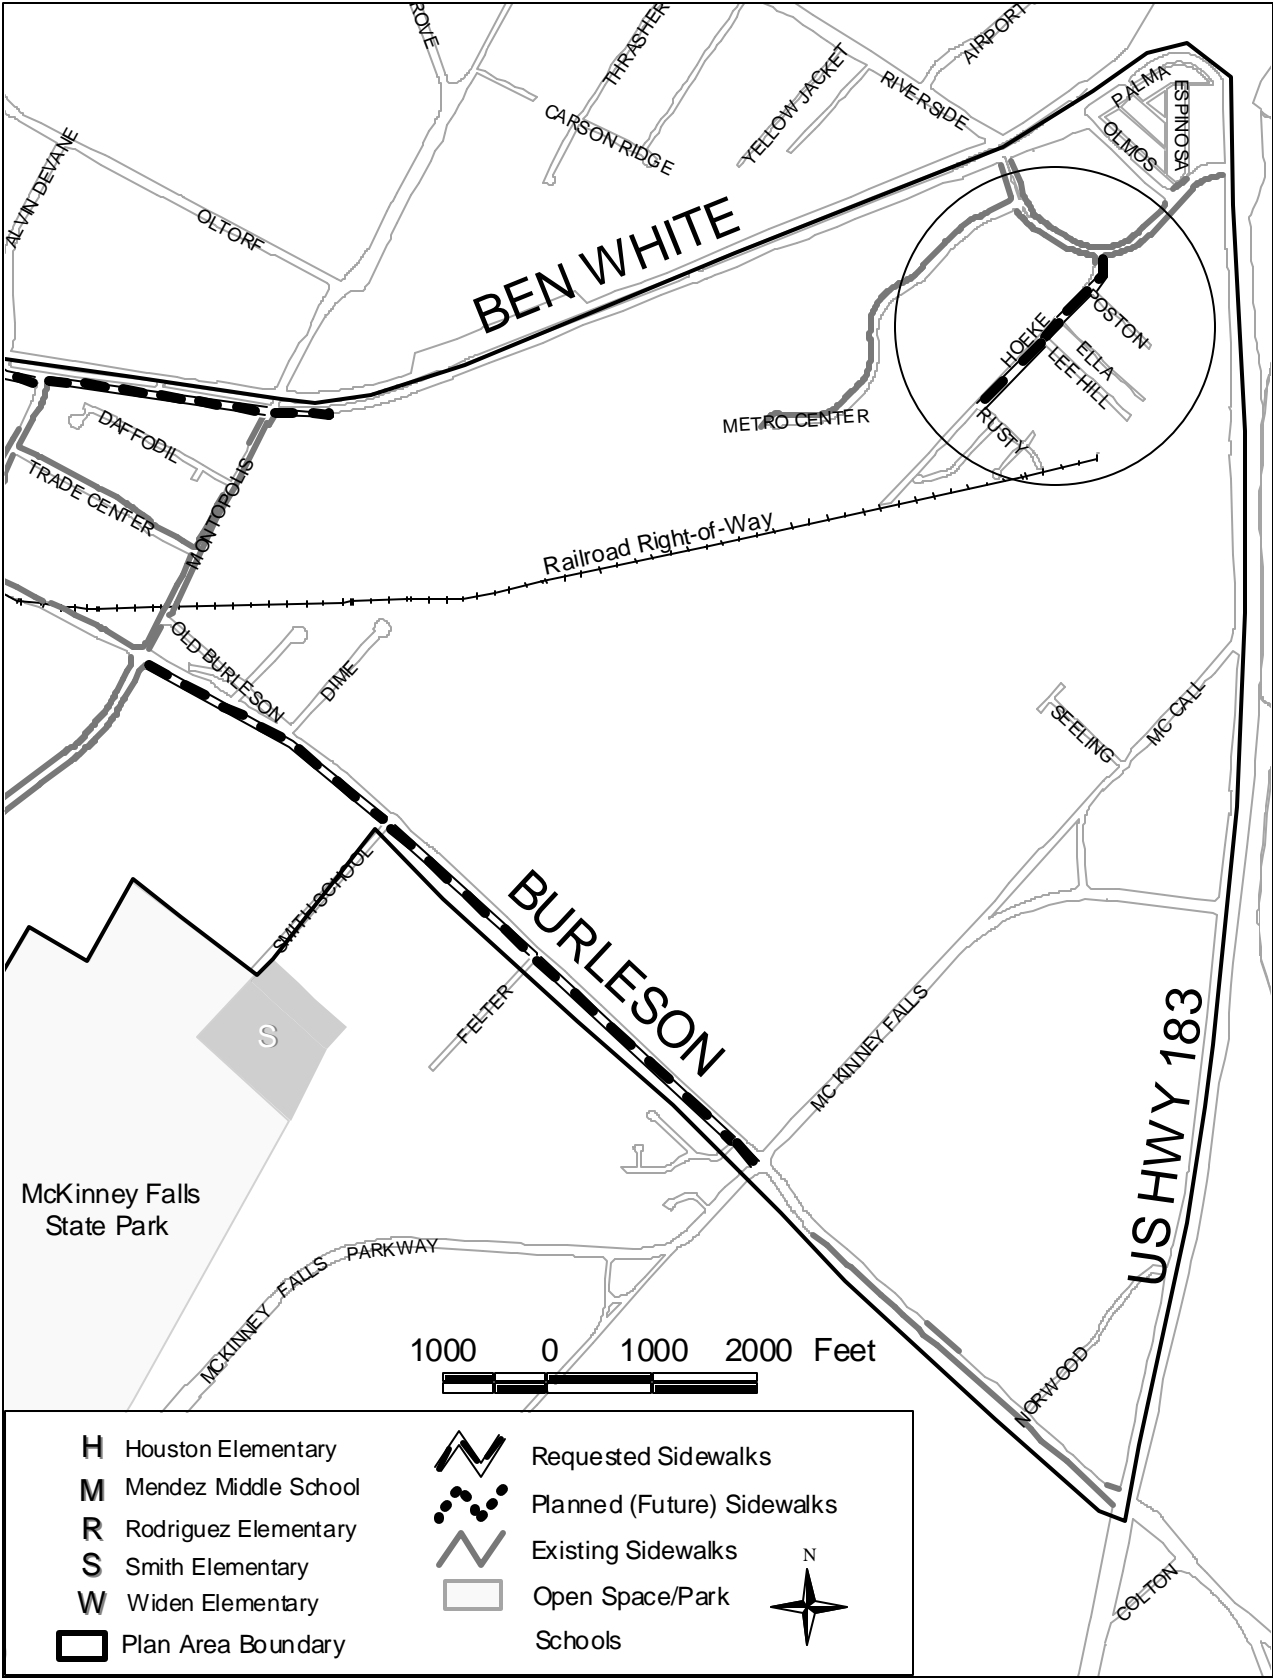 ROVE
THRASHER
AIRPORT
YELLOW JACKET
RIVERSIDE
PALMA
ESPINOSA
CARSON RIDGE
OLMOS
ALVIN DEVANE
OLTORF
BEN WHITE
POSTON
HOEKE
ELLA
LEE HILL
METRO CENTER
RUSTY
DAFFODIL
TRADE CENTER
MONTOPOLIS
Railroad Right-of-Way
OLD BURLESON
DIME
SEELING
MC CALL
SMITH SCHOOL
BURLESON
FELTER
S
MC KINNEY FALLS
US HWY 183
McKinney Falls
State Park
MCKINNEY FALLS PARKWAY
NORWOOD
1000 0 1000 2000 Feet
H Houston Elementary
M Mendez Middle School
R Rodriguez Elementary
S Smith Elementary
W Widen Elementary
Plan Area Boundary
Requested Sidewalks
Planned (Future) Sidewalks
Existing Sidewalks
Open Space/Park
Schools
N
COLTON